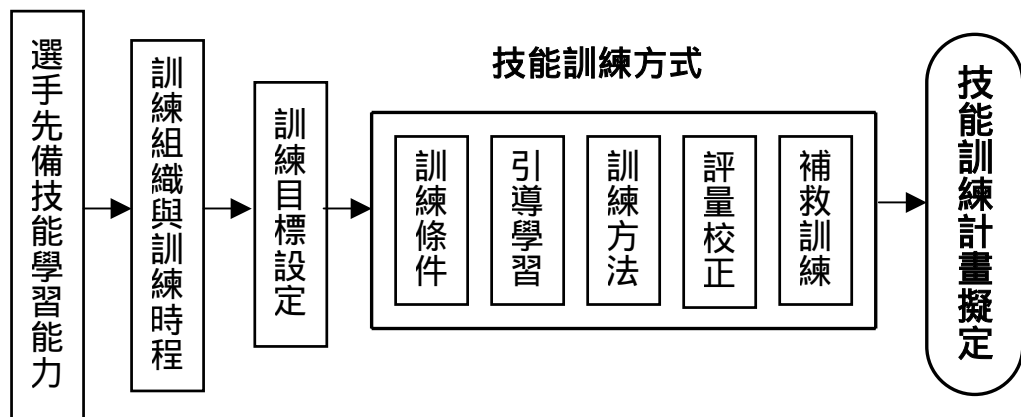 選手先備技能學習能力
訓練組織與訓練時程
訓練目標設定
技能訓練方式
訓練條件
引導學習
訓練方法
評量校正
補救訓練
技能訓練計畫擬定